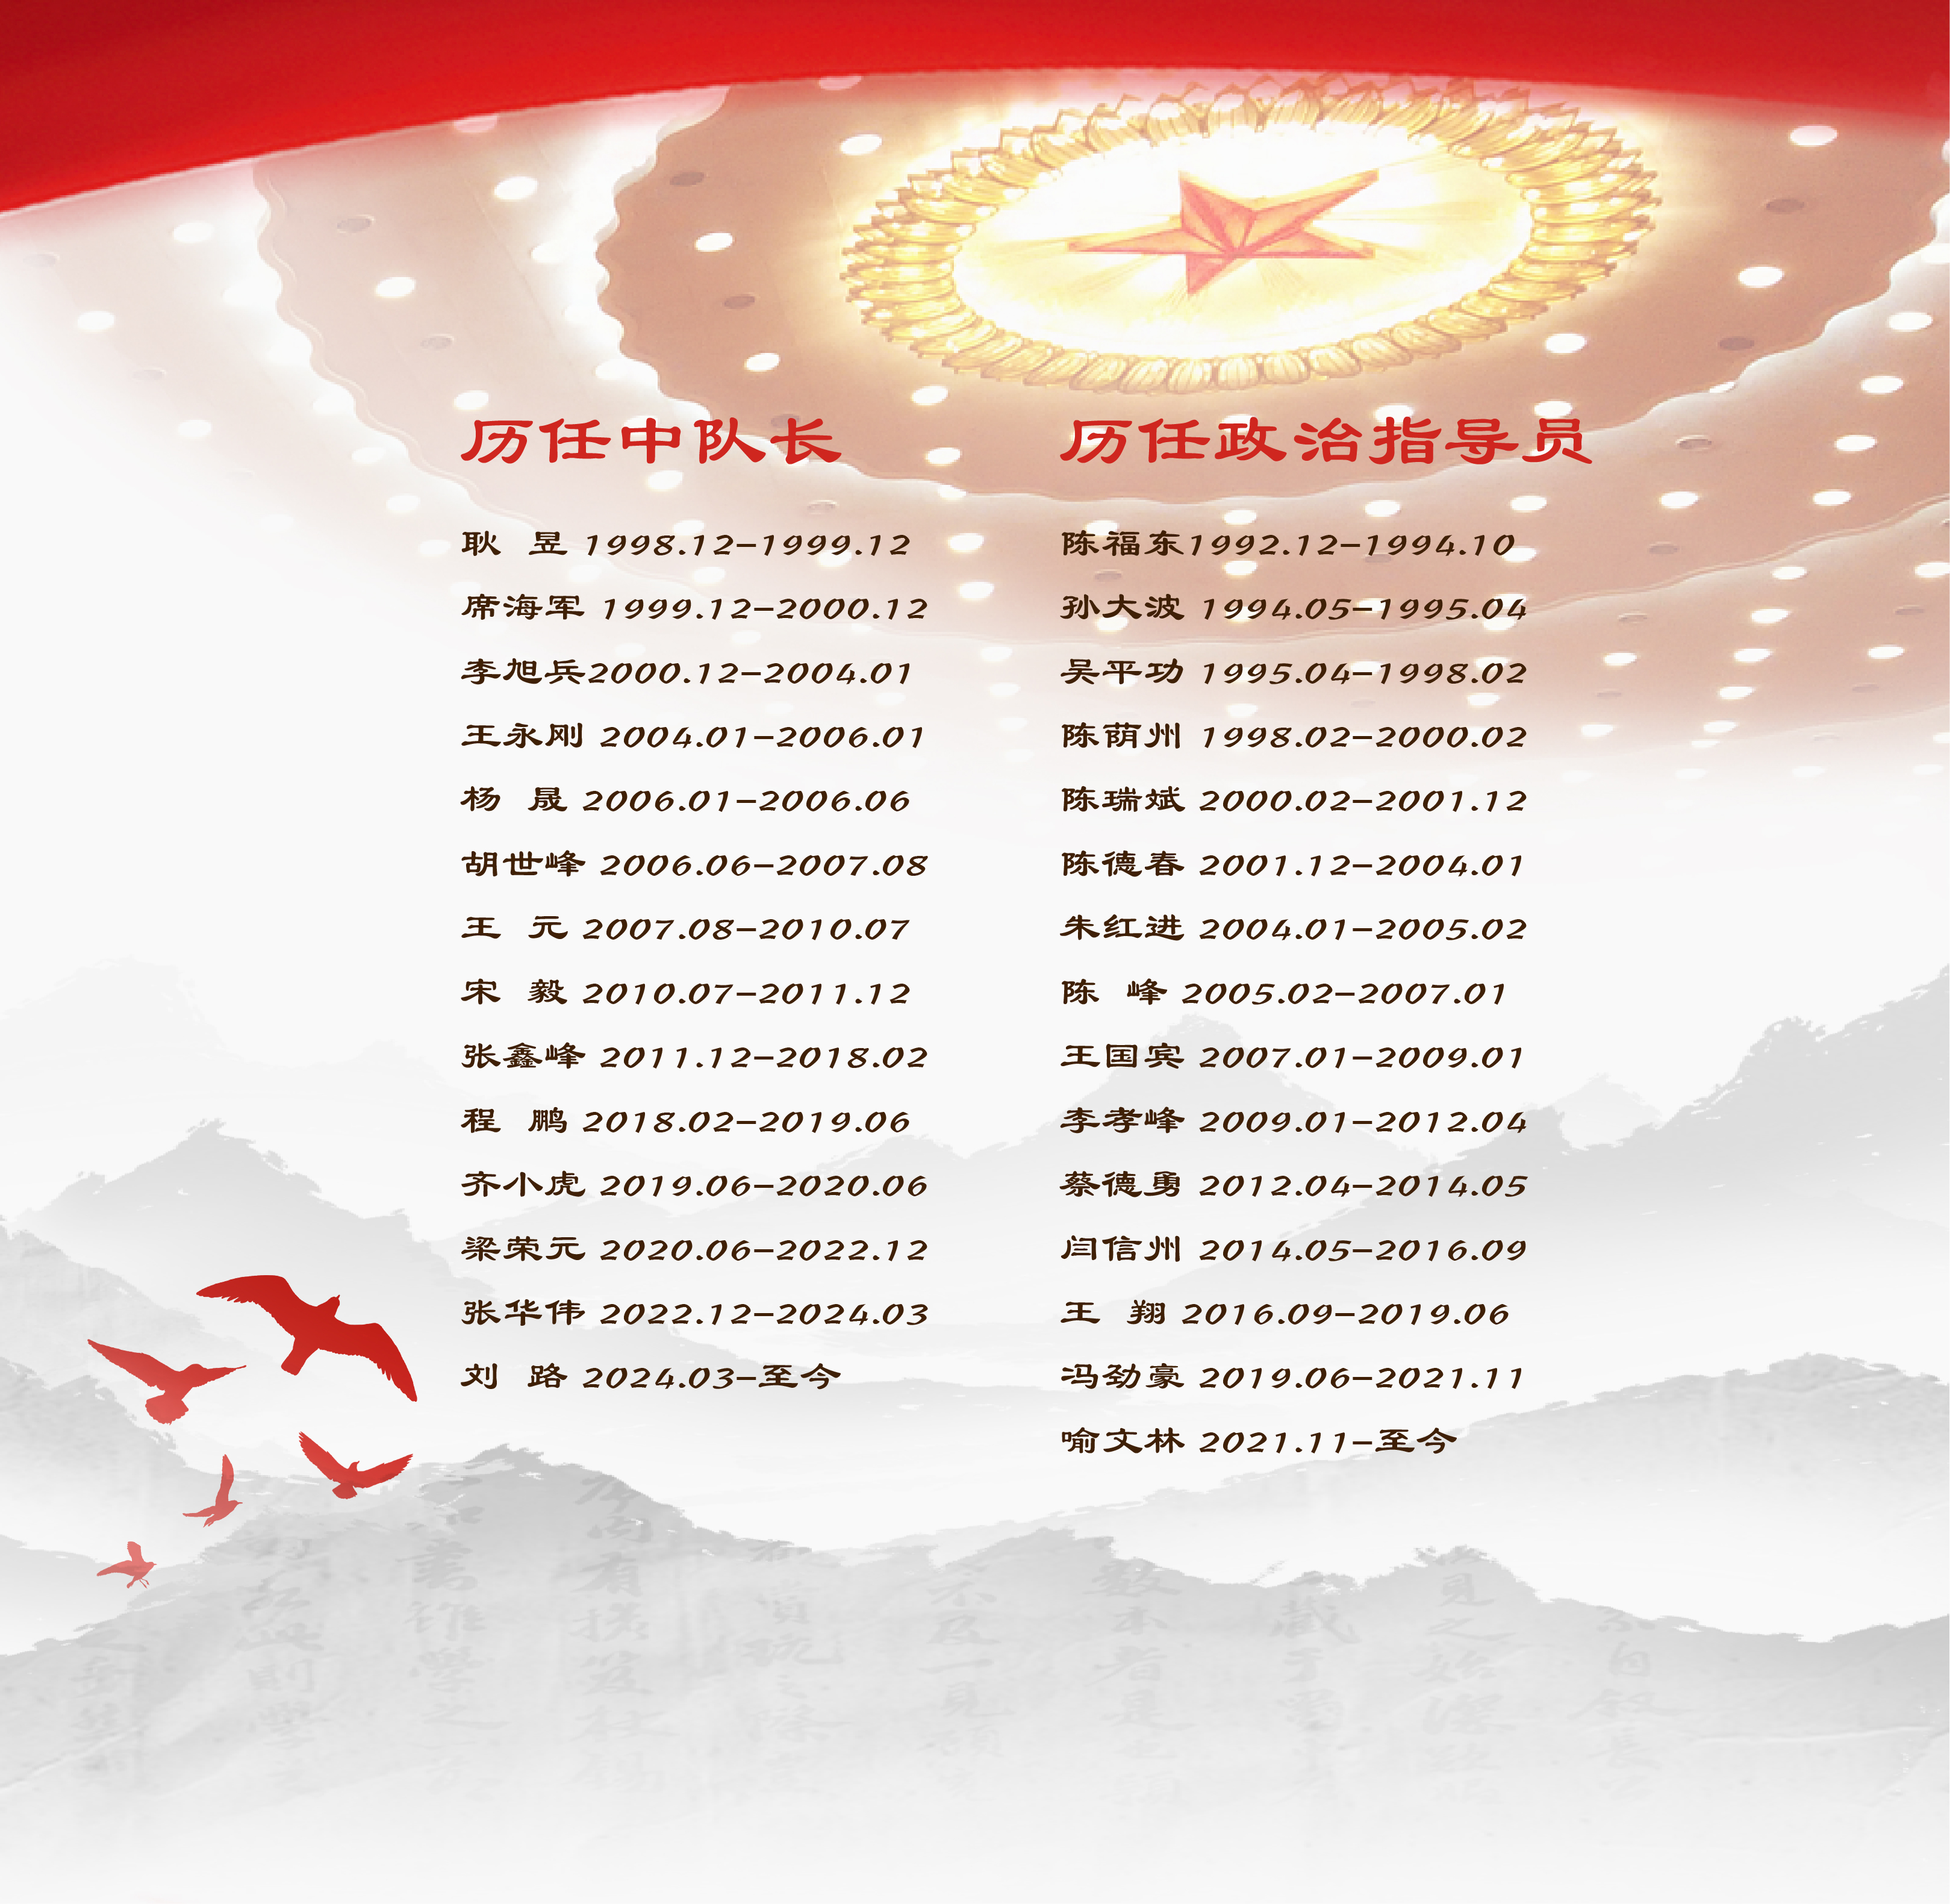 历任中队长
耿 昱 1998.12-1999.12
席海军 1999.12-2000.12
李旭兵2000.12-2004.01
王永刚 2004.01-2006.01
杨 晟 2006.01-2006.06
胡世峰 2006.06-2007.08
王 元 2007.08-2010.07
宋 毅 2010.07-2011.12
张鑫峰 2011.12-2018.02
程 鹏 2018.02-2019.06
齐小虎 2019.06-2020.06
梁荣元 2020.06-2022.12
张华伟 2022.12-2024.03
刘 路 2024.03-至今
历任政治指导员
陈福东1992.12-1994.10
孙大波 1994.05-1995.04
吴平功 1995.04-1998.02
陈荫州 1998.02-2000.02
陈瑞斌 2000.02-2001.12
陈德春 2001.12-2004.01
朱红进 2004.01-2005.02
陈 峰 2005.02-2007.01
王国宾 2007.01-2009.01
李孝峰 2009.01-2012.04
蔡德勇 2012.04-2014.05
闫信州 2014.05-2016.09
王 翔 2016.09-2019.06
冯劲豪 2019.06-2021.11
喻文林 2021.11-至今